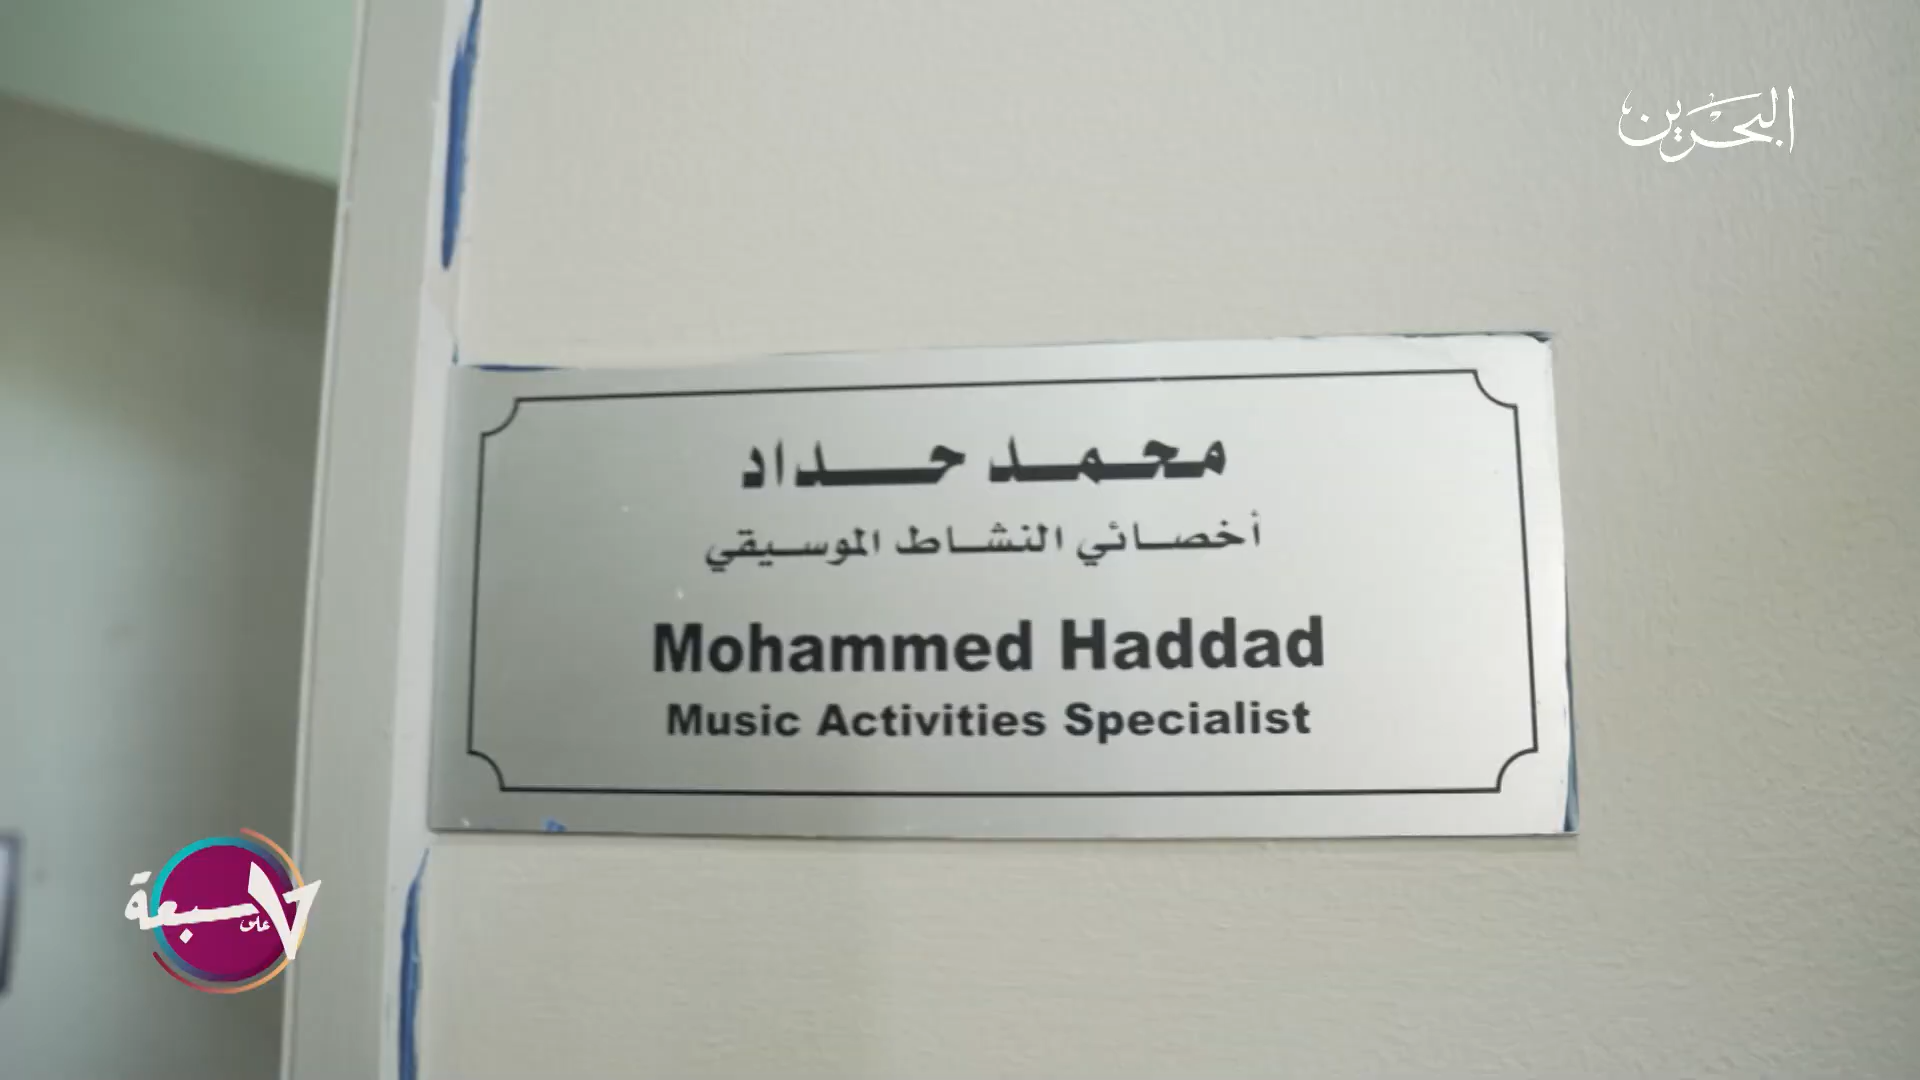 البحرين
محمد حداد
أخصائي النشاط الموسيقي
Mohammed Haddad
Music Activities Specialist
سبعة على ٧